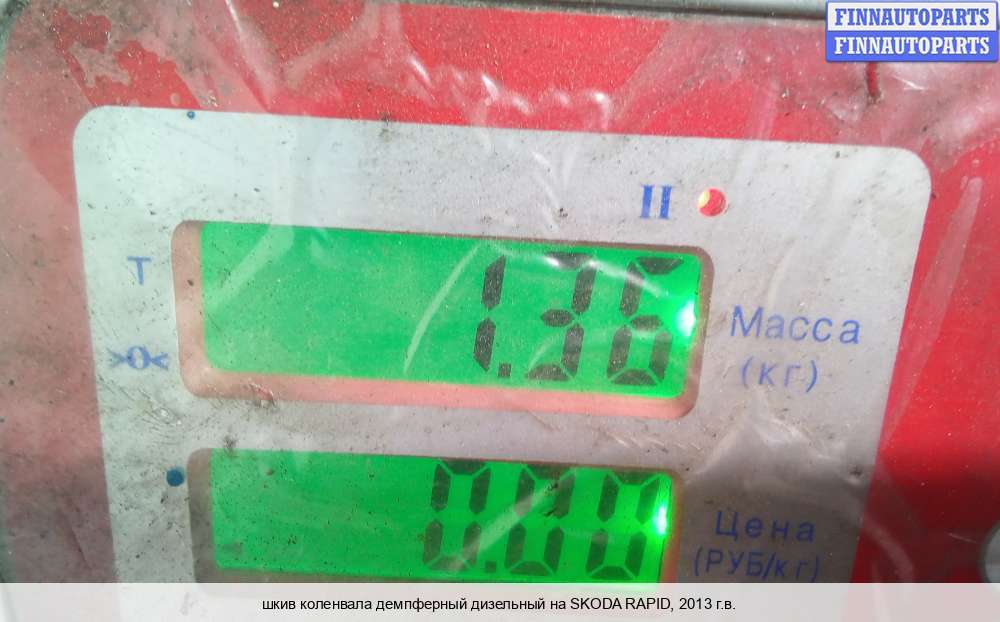 FINNAUTOPARTS
FINNAUTOPARTS
II
T
1.36
Масса
>0<
(кг)
0.00
Цена
(РУБ/кг)
шкив коленвала демпферный дизельный на SKODA RAPID, 2013 г.в.